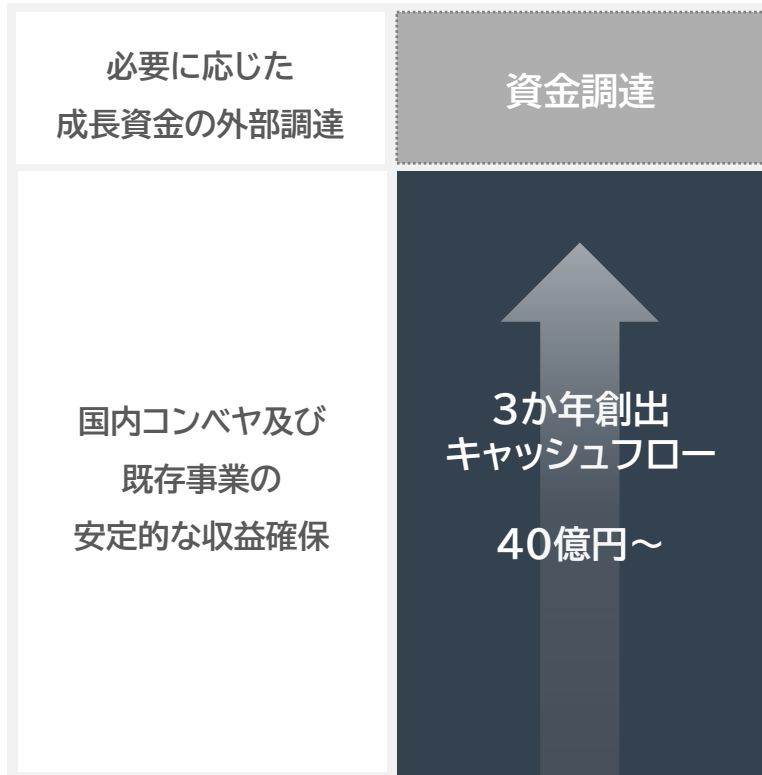 必要に応じた
成長資金の外部調達
資金調達
国内コンベヤ及び
既存事業の
安定的な収益確保
3か年創出
キャッシュフロー
40億円～